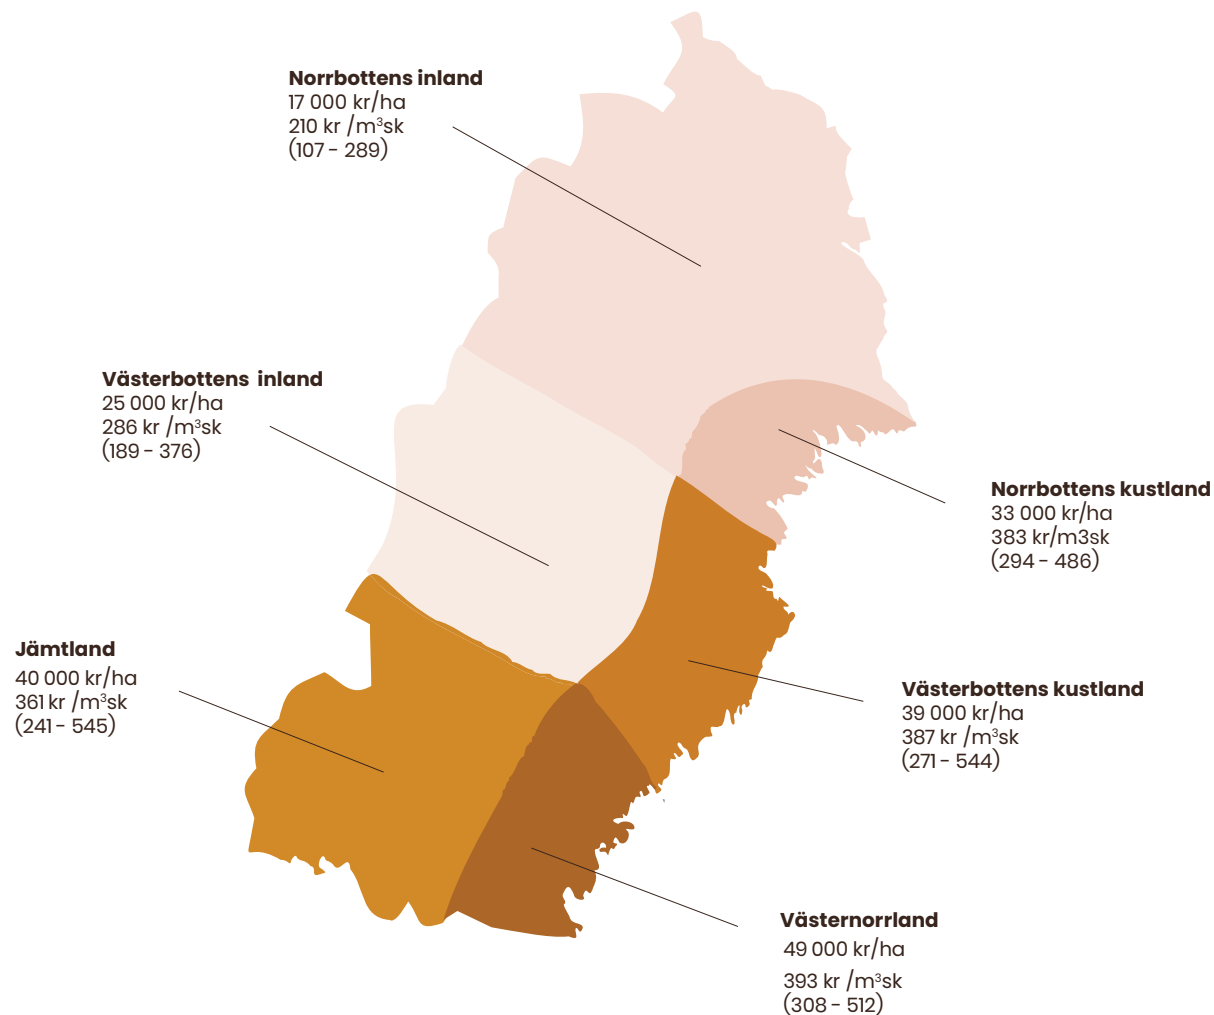 Norrbottens inland
17 000 kr/ha
210 kr /m³sk
(107 - 289)
Västerbottens inland
25 000 kr/ha
286 kr /m³sk
(189 - 376)
Norrbottens kustland
33 000 kr/ha
383 kr/m3sk
(294 - 486)
Jämtland
40 000 kr/ha
361 kr /m³sk
(241 - 545)
Västerbottens kustland
39 000 kr/ha
387 kr /m³sk
(271 - 544)
Västernorrland
49 000 kr/ha
393 kr /m³sk
(308 - 512)